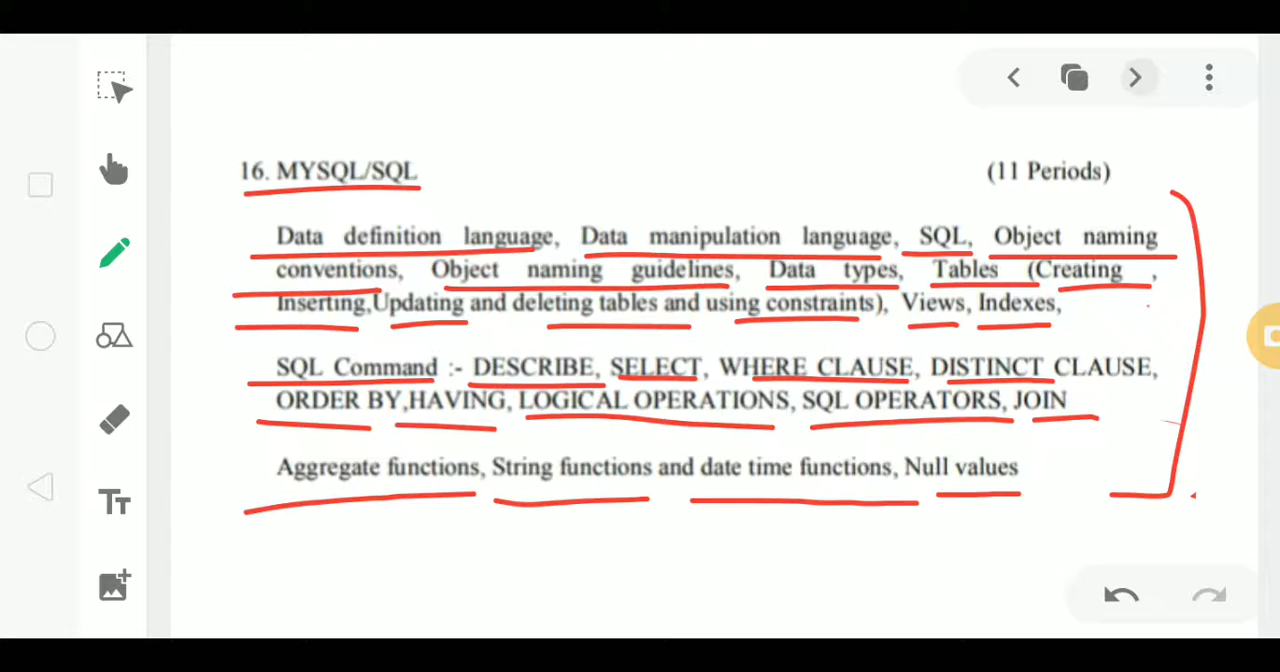 16. MYSQL/SQL (11 Periods)
Data definition language, Data manipulation language, SQL, Object naming
conventions, Object naming guidelines, Data types, Tables (Creating ,
Inserting,Updating and deleting tables and using constraints), Views, Indexes,
SQL Command :- DESCRIBE, SELECT, WHERE CLAUSE, DISTINCT CLAUSE,
ORDER BY,HAVING, LOGICAL OPERATIONS, SQL OPERATORS, JOIN
Aggregate functions, String functions and date time functions, Null values
TT